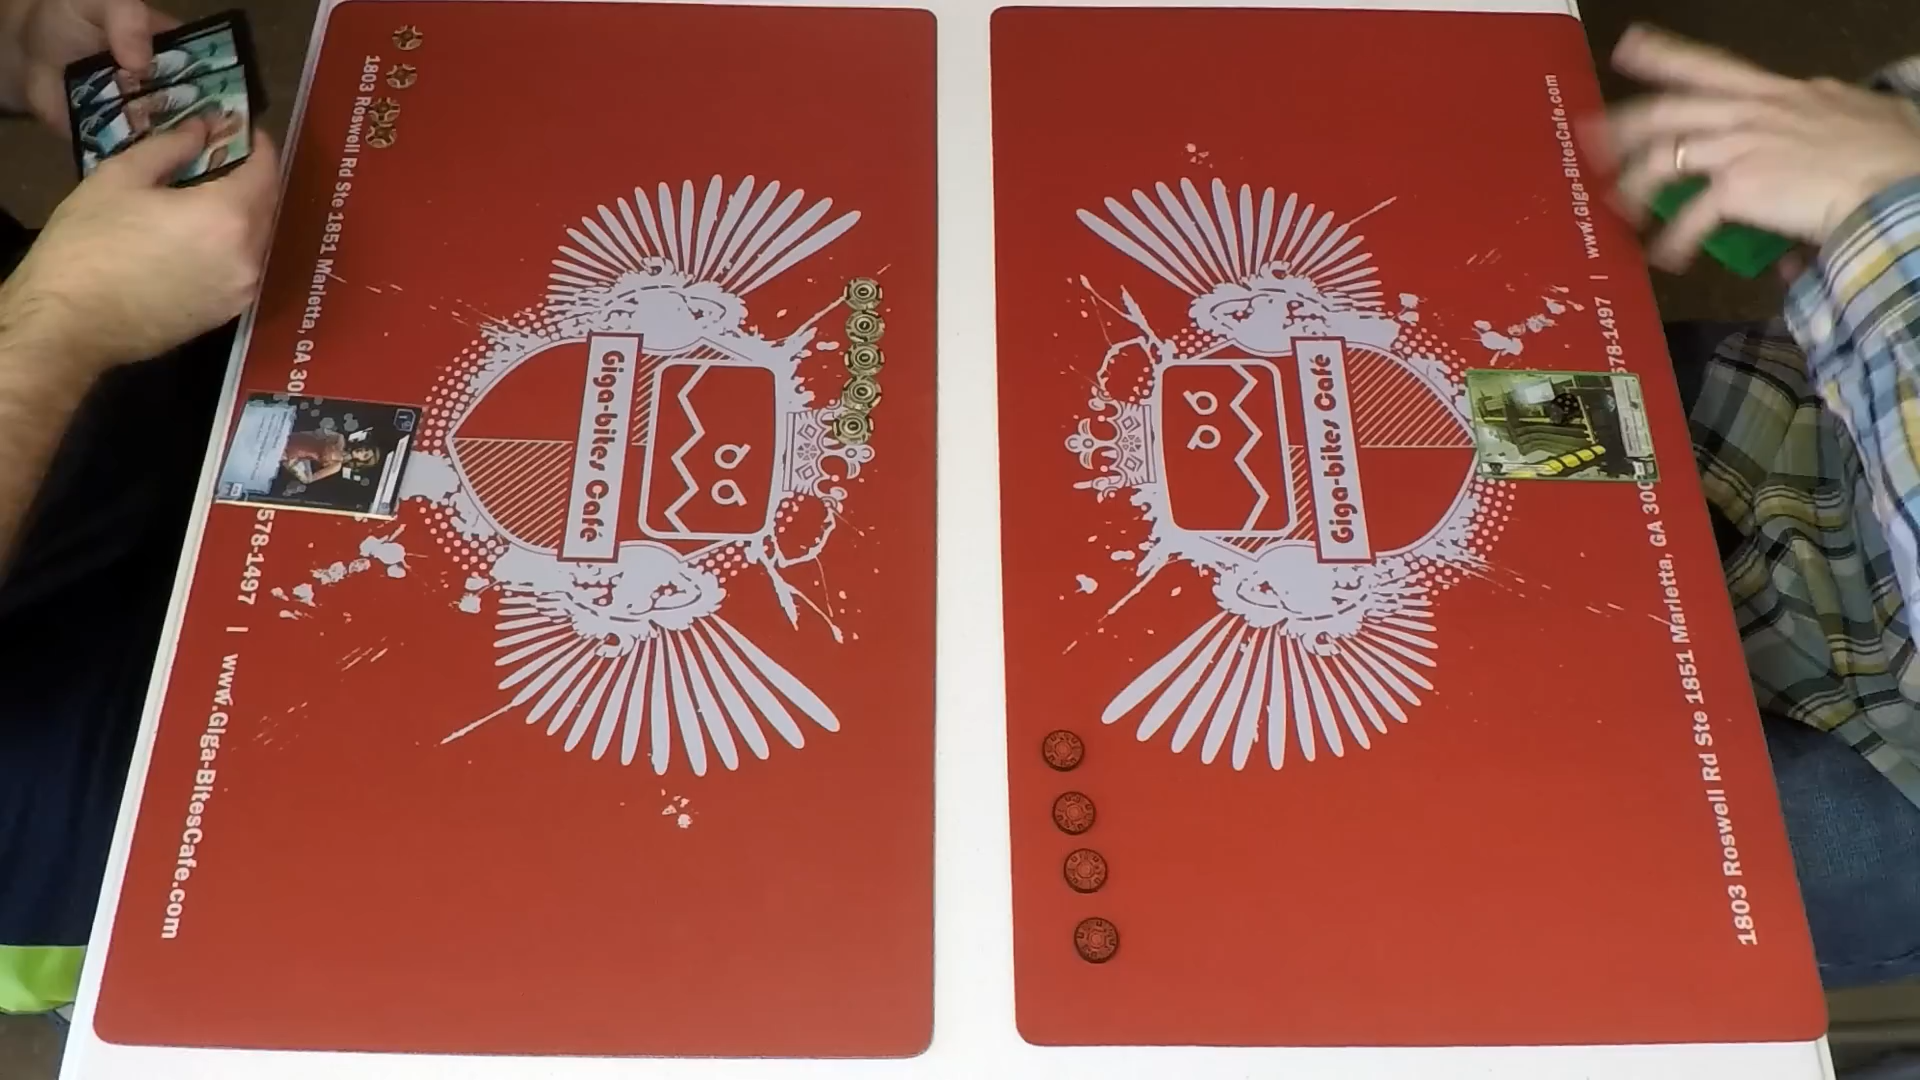 1803 Roswell Rd Ste 1851 Marietta, GA 30
578-1497 | www.Giga-BitesCafe.com
Giga-bites Café
Giga-bites Café
1803 Roswell Rd Ste 1851 Marietta, GA 300
578-1497 | www.Giga-BitesCafe.com